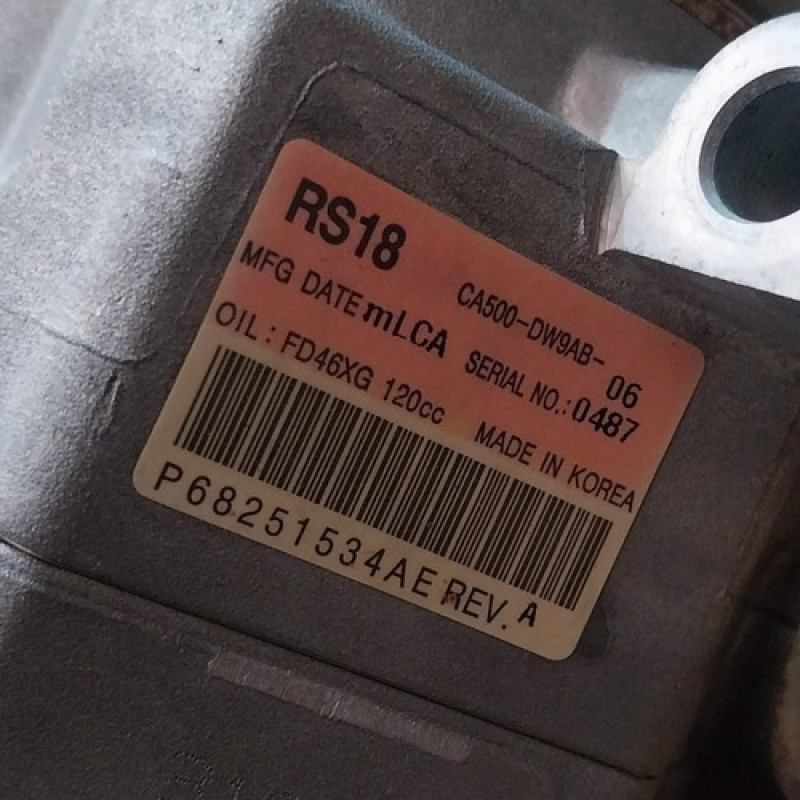 RS18
CA500-DW9AB-06
MFG DATE mLCA SERIAL NO.: 0487
OIL: FD46XG 120cc MADE IN KOREA
P68251534AE REV. A